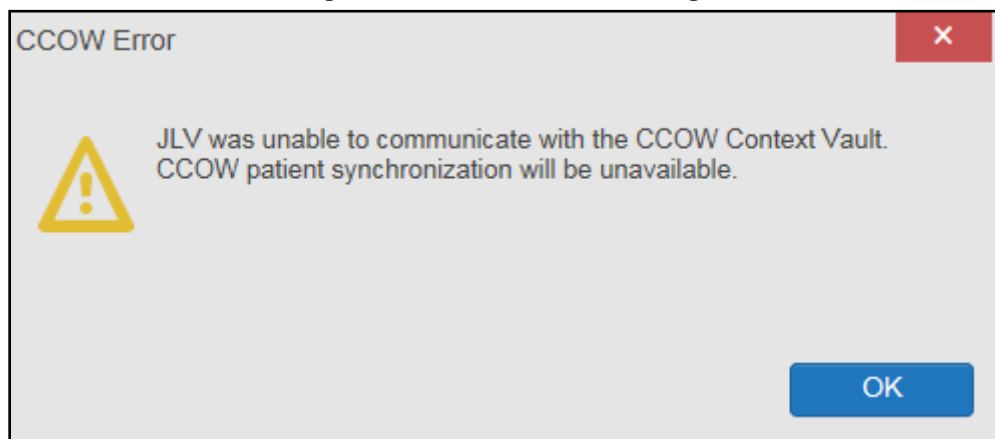 CCOW Error
JLV was unable to communicate with the CCOW Context Vault.
CCOW patient synchronization will be unavailable.
OK